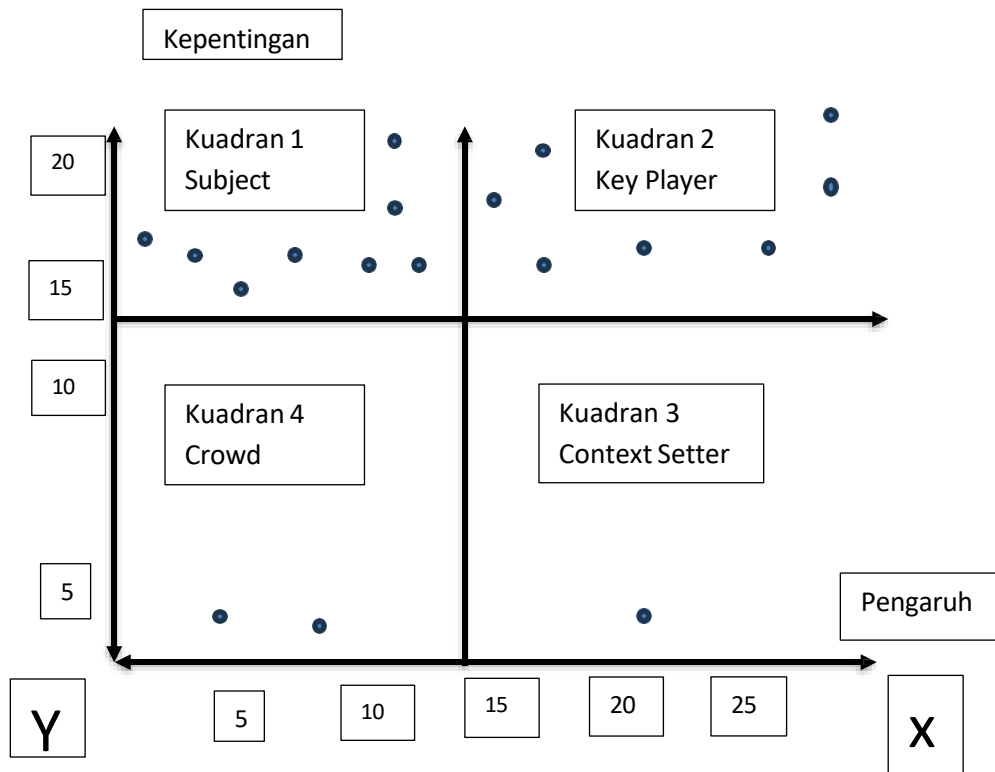 Kepentingan
Kuadran 1
Subject
Kuadran 2
Key Player
20
15
10
Kuadran 4
Crowd
Kuadran 3
Context Setter
5
Pengaruh
Y
5
10
15
20
25
X